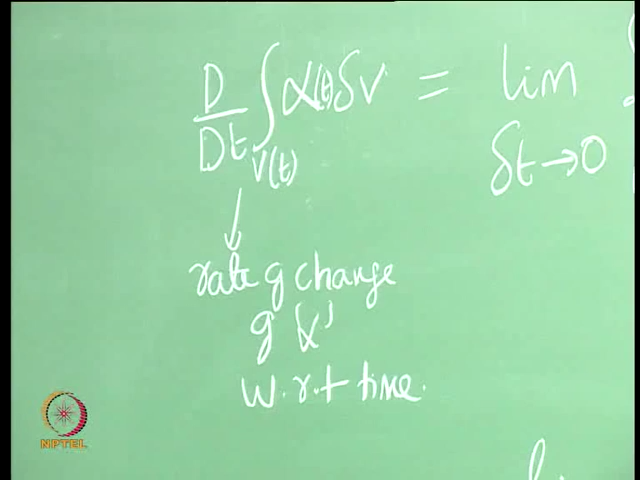 D/Dt ∫V(t) α(t) δV = lim δt→0
rate of change
of 'α'
w.r.t time.
NPTEL